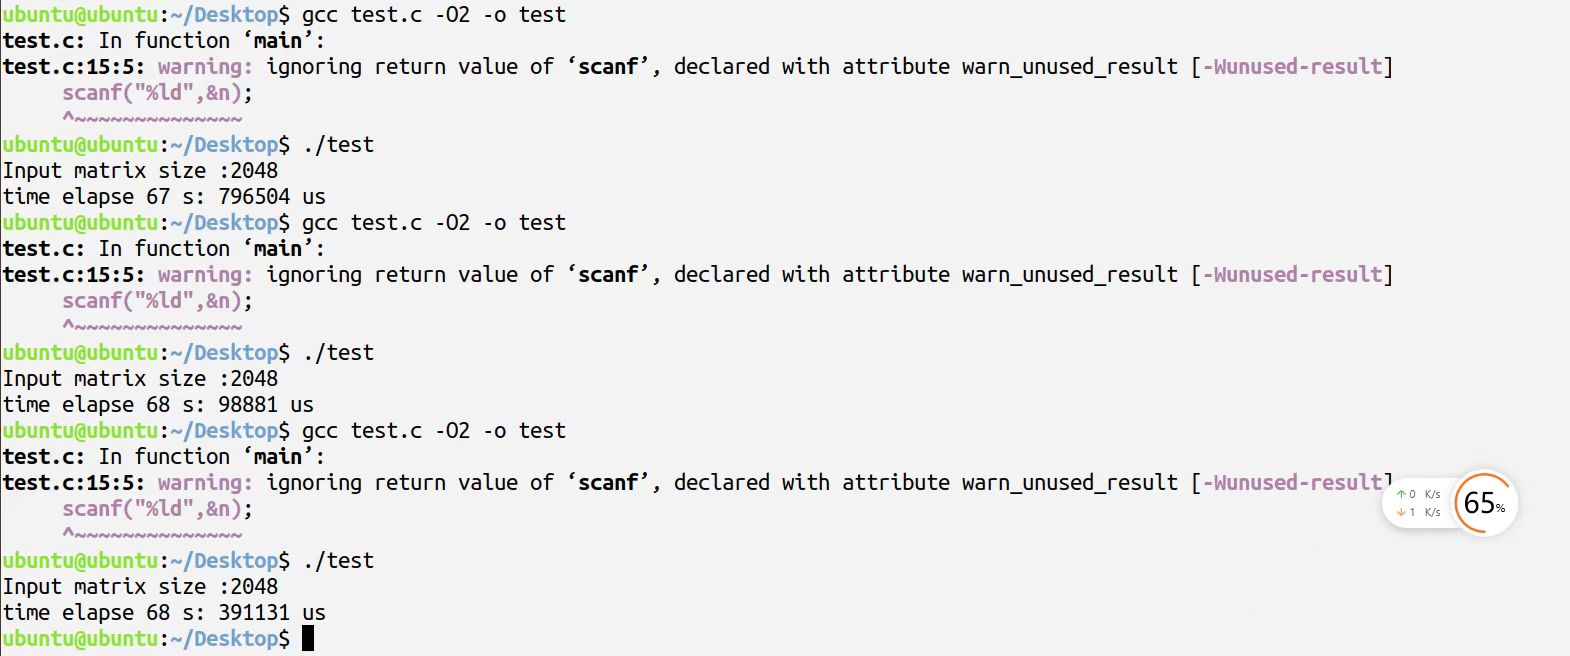 ubuntu@ubuntu:~/Desktop$ gcc test.c -O2 -o test
test.c: In function ‘main’:
test.c:15:5: warning: ignoring return value of ‘scanf’, declared with attribute warn_unused_result [-Wunused-result]
     scanf("%ld",&n);
     ^~~~~~~~~~~~~~~
ubuntu@ubuntu:~/Desktop$ ./test
Input matrix size :2048
time elapse 67 s: 796504 us
ubuntu@ubuntu:~/Desktop$ gcc test.c -O2 -o test
test.c: In function ‘main’:
test.c:15:5: warning: ignoring return value of ‘scanf’, declared with attribute warn_unused_result [-Wunused-result]
     scanf("%ld",&n);
     ^~~~~~~~~~~~~~~
ubuntu@ubuntu:~/Desktop$ ./test
Input matrix size :2048
time elapse 68 s: 98881 us
ubuntu@ubuntu:~/Desktop$ gcc test.c -O2 -o test
test.c: In function ‘main’:
test.c:15:5: warning: ignoring return value of ‘scanf’, declared with attribute warn_unused_result [-Wunused-result]
     scanf("%ld",&n);
     ^~~~~~~~~~~~~~~
ubuntu@ubuntu:~/Desktop$ ./test
Input matrix size :2048
time elapse 68 s: 391131 us
ubuntu@ubuntu:~/Desktop$
↑ 0 K/s
↓ 1 K/s
65%